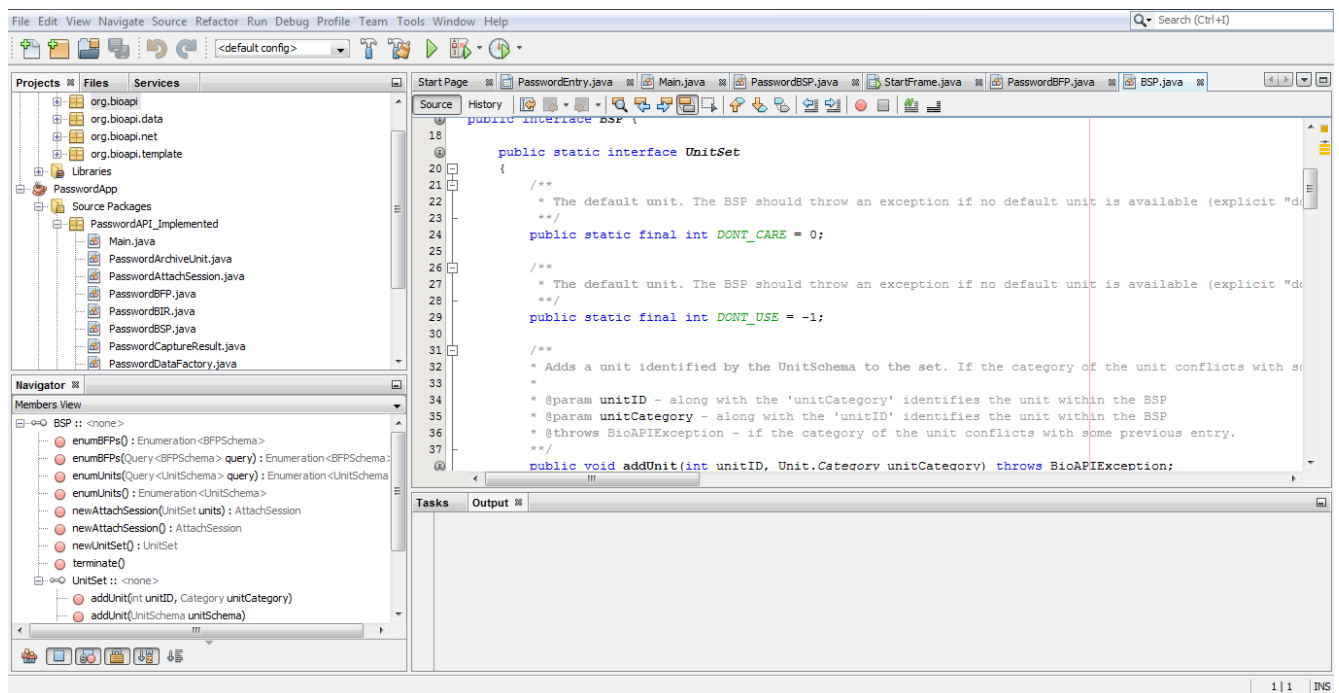 File Edit View Navigate Source Refactor Run Debug Profile Team Tools Window Help
Search (Ctrl+I)
<default config>
Projects Files Services
org.bioapi
org.bioapi.data
org.bioapi.net
org.bioapi.template
Libraries
PasswordApp
Source Packages
PasswordAPI_Implemented
Main.java
PasswordArchiveUnit.java
PasswordAttachSession.java
PasswordBFP.java
PasswordBIR.java
PasswordBSP.java
PasswordCaptureResult.java
PasswordDataFactory.java
Navigator
Members View
BSP :: <none>
enumBFPs() : Enumeration<BFPSchema>
enumBFPs(Query<BFPSchema> query) : Enumeration<BFPSchema>
enumUnits(Query<UnitSchema> query) : Enumeration<UnitSchema
enumUnits() : Enumeration<UnitSchema>
newAttachSession(UnitSet units) : AttachSession
newAttachSession() : AttachSession
newUnitSet() : UnitSet
terminate()
UnitSet :: <none>
addUnit(int unitID, Category unitCategory)
addUnit(UnitSchema unitSchema)
Start Page PasswordEntry.java Main.java PasswordBSP.java StartFrame.java PasswordBFP.java BSP.java
Source History
public interface BSP {
18
public static interface UnitSet
20 {
21 /**
22 * The default unit. The BSP should throw an exception if no default unit is available (explicit "do
23 **/
24 public static final int DONT_CARE = 0;
25
26 /**
27 * The default unit. The BSP should throw an exception if no default unit is available (explicit "do
28 **/
29 public static final int DONT_USE = -1;
30
31 /**
32 * Adds a unit identified by the UnitSchema to the set. If the category of the unit conflicts with so
33 *
34 * @param unitID - along with the 'unitCategory' identifies the unit within the BSP
35 * @param unitCategory - along with the 'unitID' identifies the unit within the BSP
36 * @throws BioAPIException - if the category of the unit conflicts with some previous entry.
37 **/
public void addUnit(int unitID, Unit.Category unitCategory) throws BioAPIException;
Tasks Output
1 | 1 INS